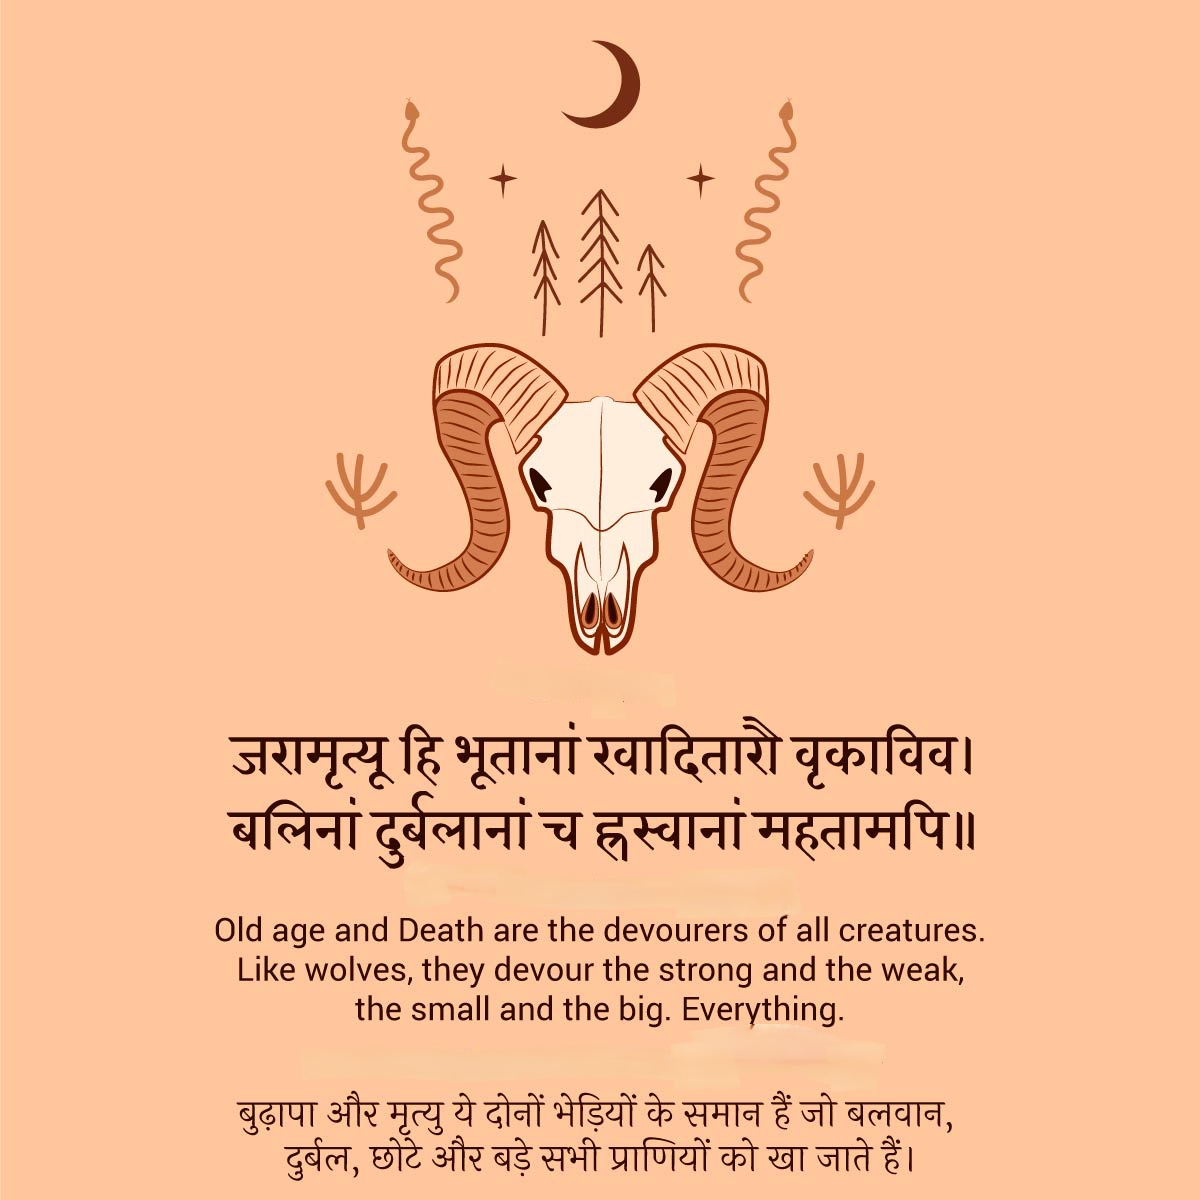 जरामृत्यू हि भूतानां खादितारौ वृकाविव।
बलिनां दुर्बलानां च ह्रस्वानां महतामपि॥
Old age and Death are the devourers of all creatures.
Like wolves, they devour the strong and the weak,
the small and the big. Everything.
बुढ़ापा और मृत्यु ये दोनों भेड़ियों के समान हैं जो बलवान,
दुर्बल, छोटे और बड़े सभी प्राणियों को खा जाते हैं।